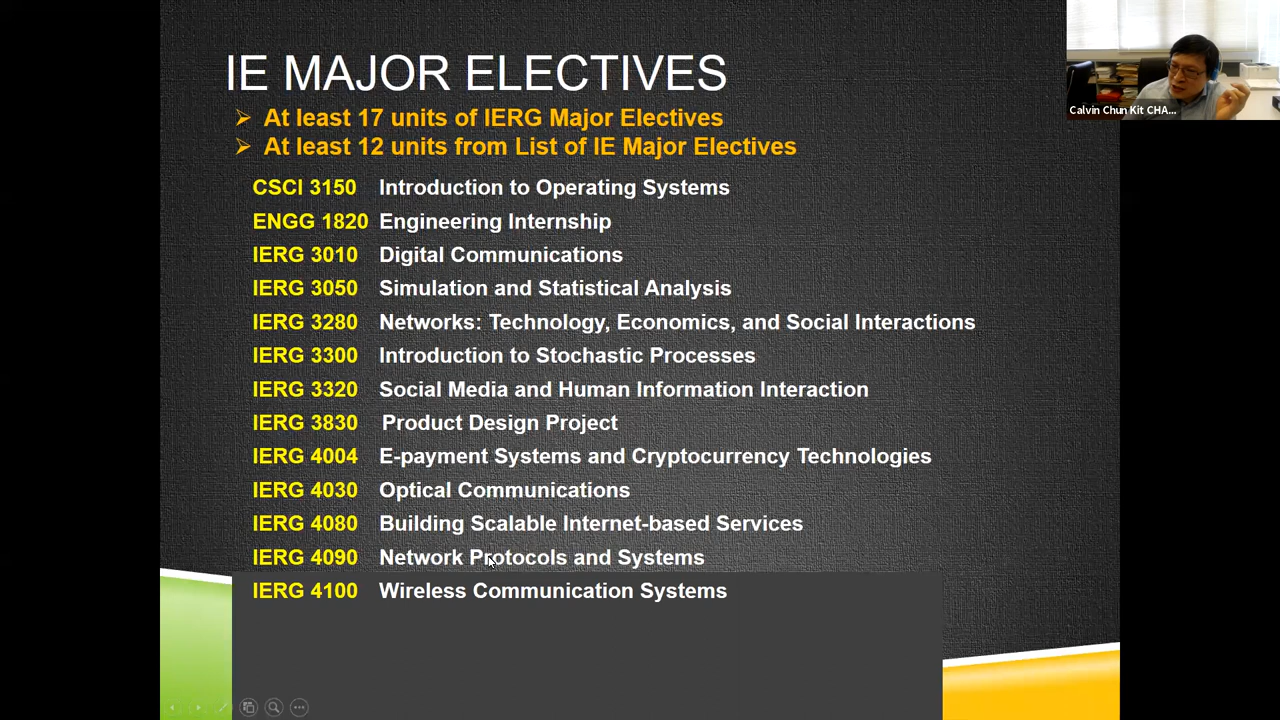 IE MAJOR ELECTIVES
At least 17 units of IERG Major Electives
At least 12 units from List of IE Major Electives
CSCI 3150 Introduction to Operating Systems
ENGG 1820 Engineering Internship
IERG 3010 Digital Communications
IERG 3050 Simulation and Statistical Analysis
IERG 3280 Networks: Technology, Economics, and Social Interactions
IERG 3300 Introduction to Stochastic Processes
IERG 3320 Social Media and Human Information Interaction
IERG 3830 Product Design Project
IERG 4004 E-payment Systems and Cryptocurrency Technologies
IERG 4030 Optical Communications
IERG 4080 Building Scalable Internet-based Services
IERG 4090 Network Protocols and Systems
IERG 4100 Wireless Communication Systems
Calvin Chun Kit CHA...